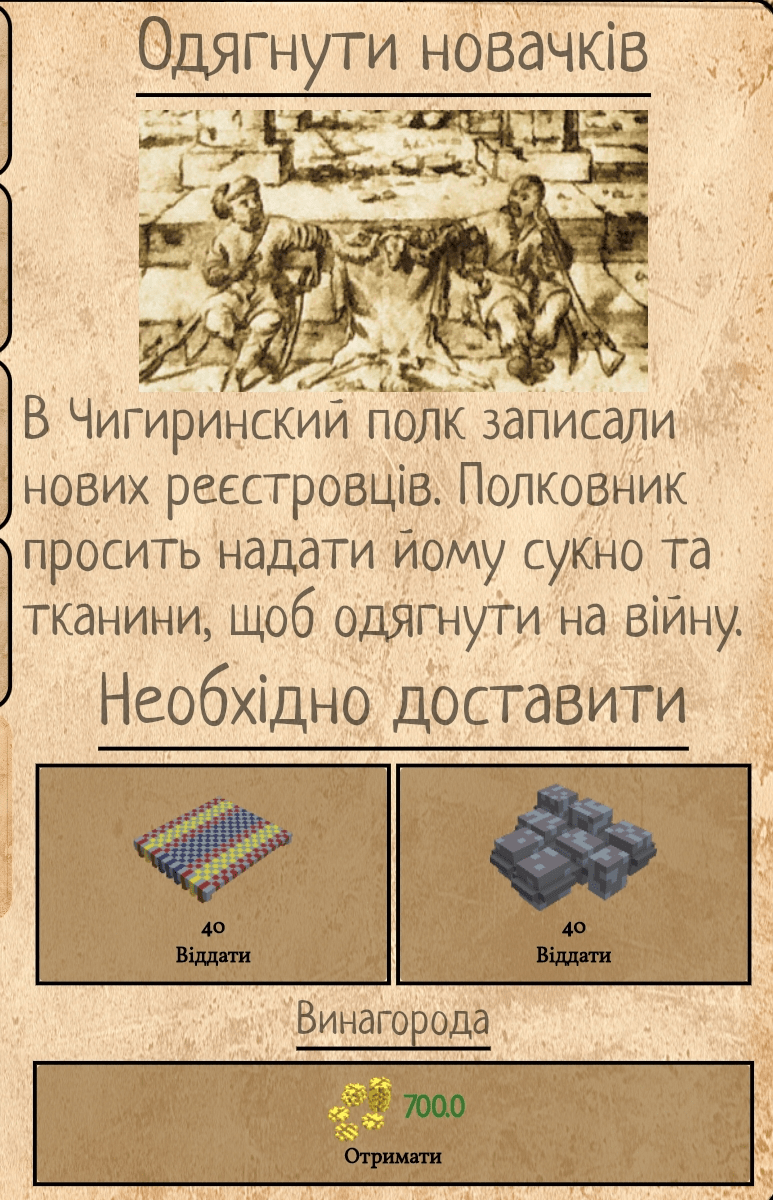 Одягнути новачків
В Чигиринский полк записали
нових реєстровців. Полковник
просить надати йому сукно та
тканини, щоб одягнути на війну.
Необхідно доставити
40
Віддати
40
Віддати
Винагорода
700.0
Отримати